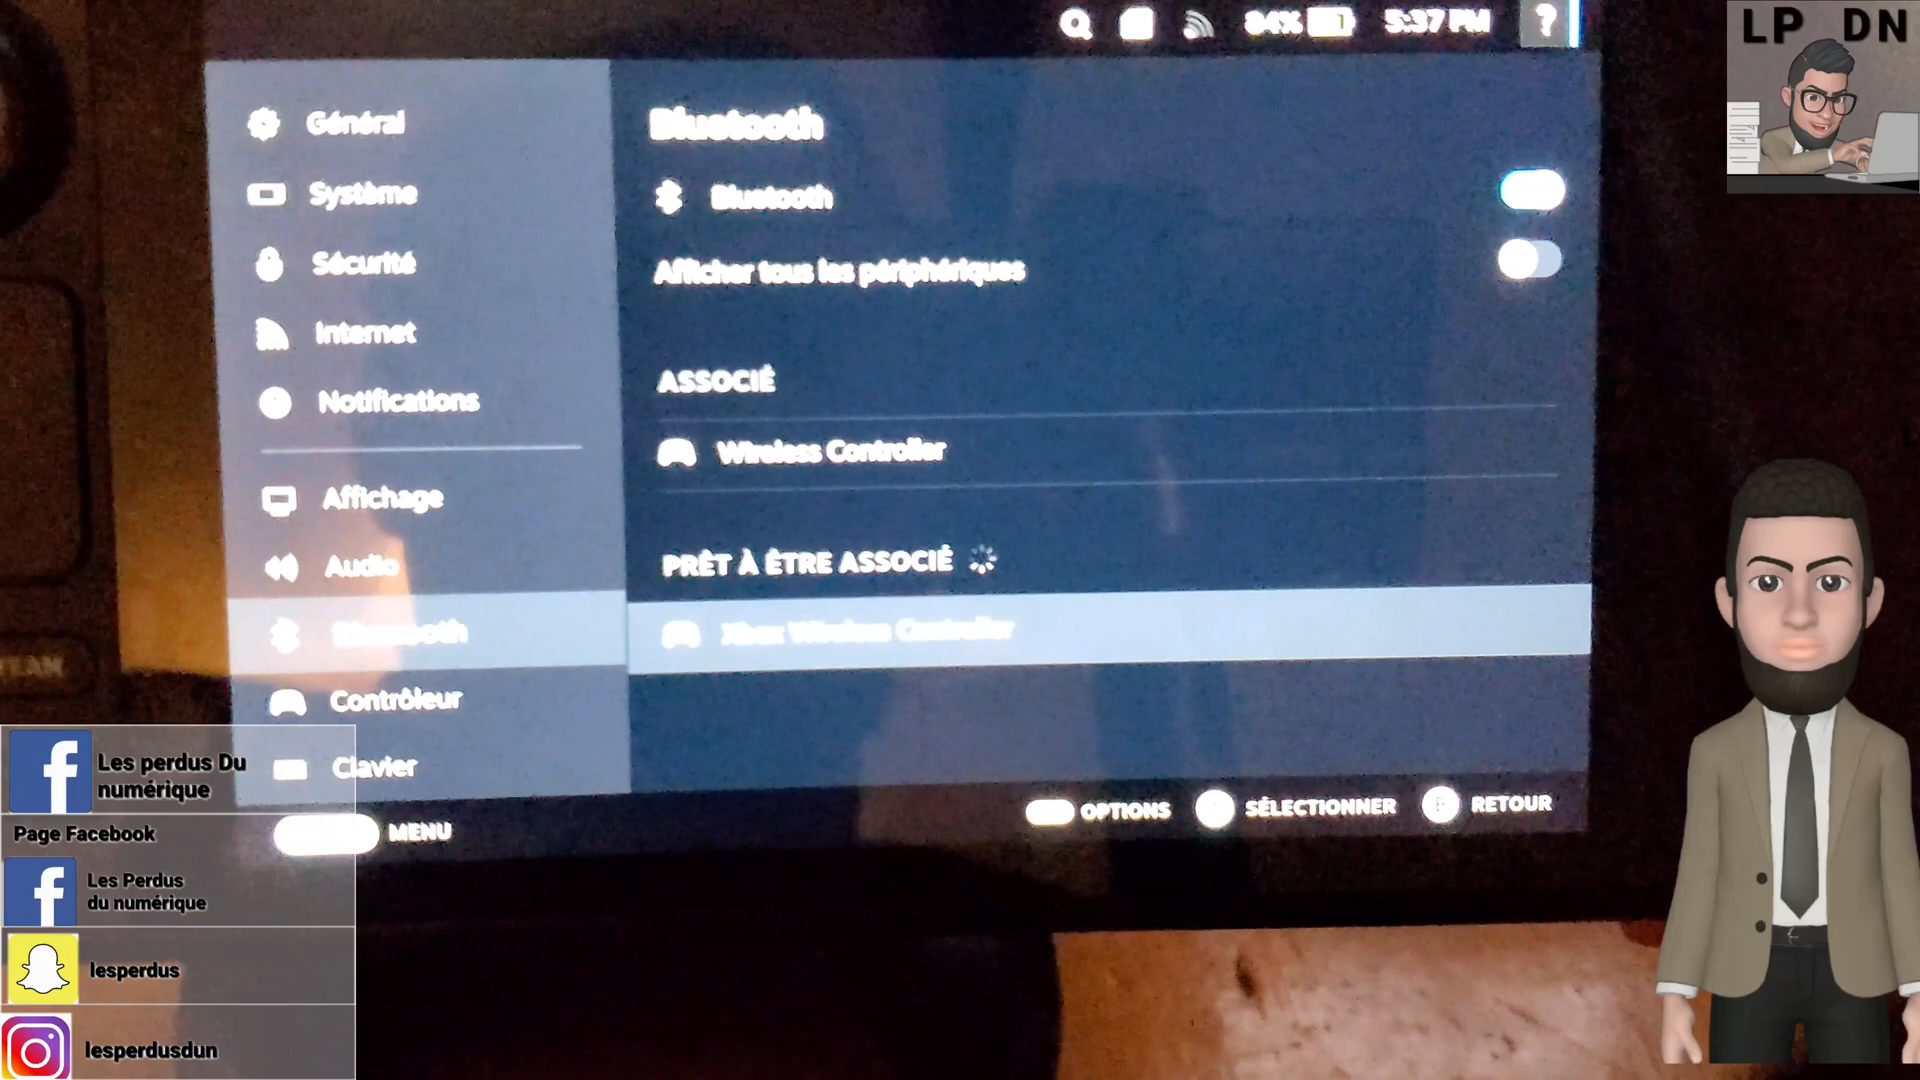 84% 5:37 PM ?
LP DN
Général
Système
Sécurité
Internet
Notifications
Affichage
Audio
Bluetooth
Contrôleur
Clavier
Bluetooth
Bluetooth
Afficher tous les périphériques
ASSOCIÉ
Wireless Controller
PRÊT À ÊTRE ASSOCIÉ
Xbox Wireless Controller
MENU
OPTIONS
SÉLECTIONNER
RETOUR
Les perdus Du
numérique
Page Facebook
Les Perdus
du numérique
lesperdus
lesperdusdun